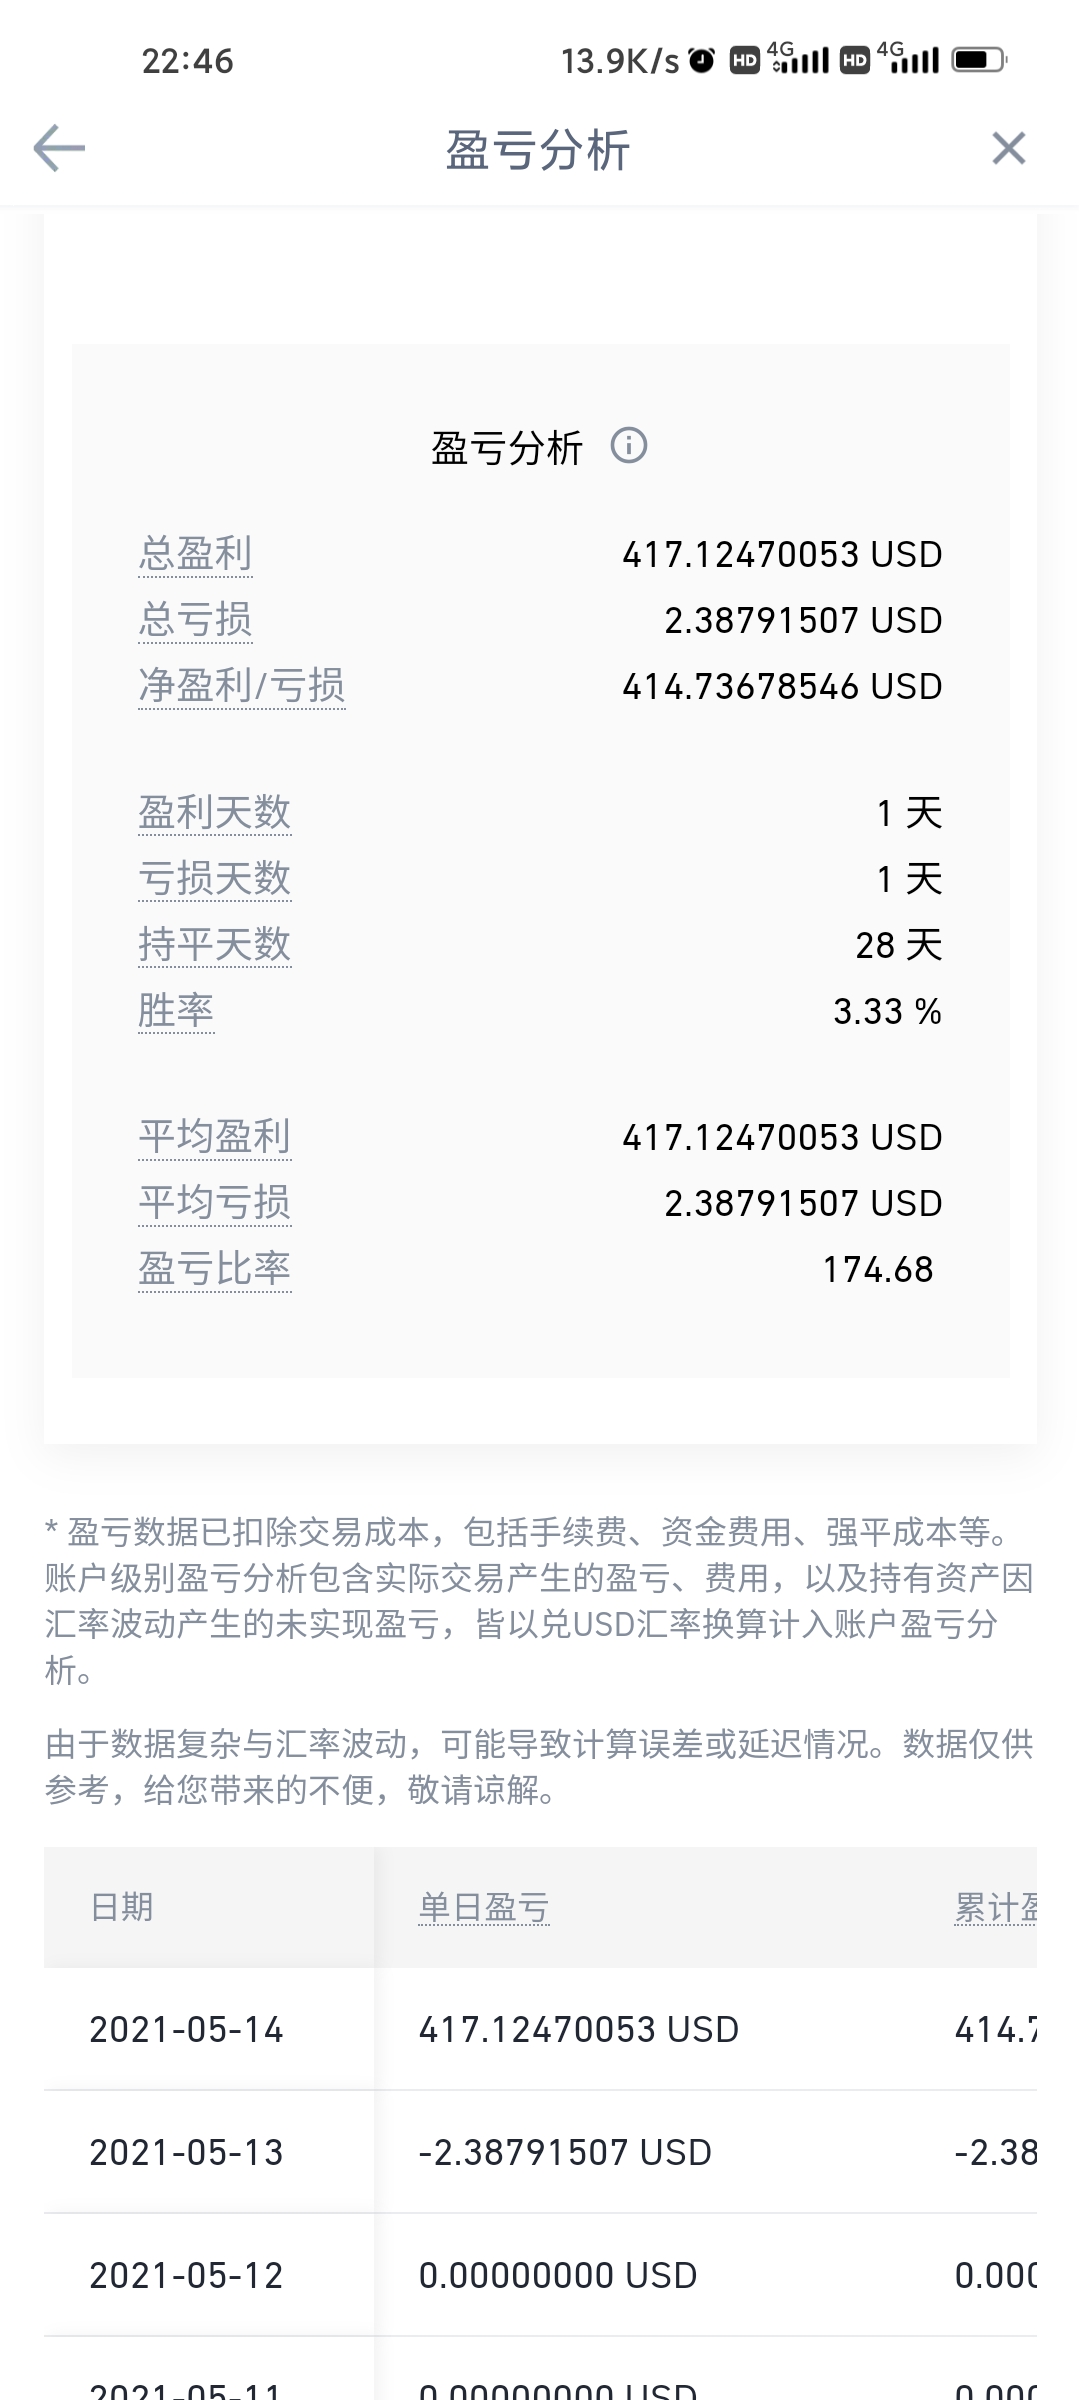 22:46
13.9K/s HD 4G HD 4G
盈亏分析
盈亏分析
总盈利 417.12470053 USD
总亏损 2.38791507 USD
净盈利/亏损 414.73678546 USD
盈利天数 1 天
亏损天数 1 天
持平天数 28 天
胜率 3.33 %
平均盈利 417.12470053 USD
平均亏损 2.38791507 USD
盈亏比率 174.68
* 盈亏数据已扣除交易成本，包括手续费、资金费用、强平成本等。
账户级别盈亏分析包含实际交易产生的盈亏、费用，以及持有资产因
汇率波动产生的未实现盈亏，皆以兑USD汇率换算计入账户盈亏分
析。
由于数据复杂与汇率波动，可能导致计算误差或延迟情况。数据仅供
参考，给您带来的不便，敬请谅解。
日期 单日盈亏 累计盈
2021-05-14 417.12470053 USD 414.7
2021-05-13 -2.38791507 USD -2.38
2021-05-12 0.00000000 USD 0.000
2021-05-11 0.00000000 USD 0.000